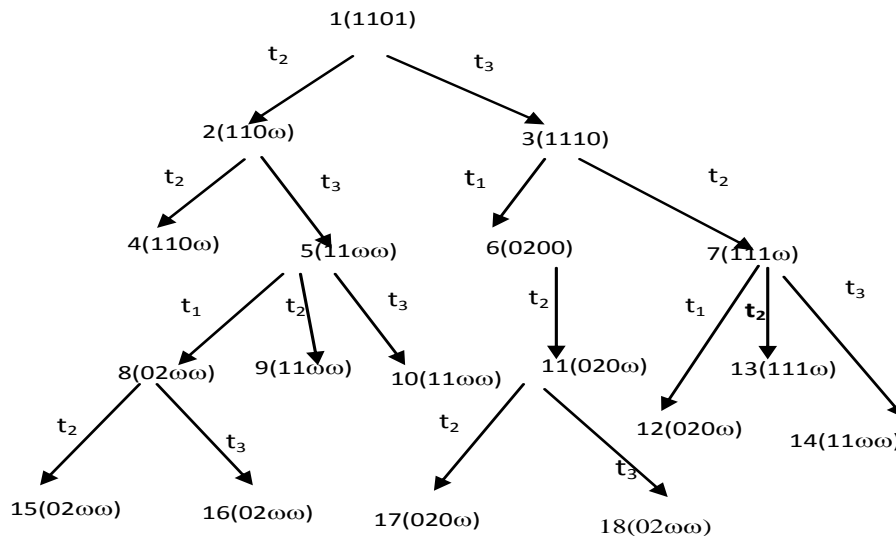 1(1101)
t₂ t₃
2(110ω) 3(1110)
t₂ t₃ t₁ t₂
4(110ω) 5(11ωω) 6(0200) 7(111ω)
t₁ t₂ t₃ t₂ t₁ t₂ t₃
8(02ωω) 9(11ωω) 10(11ωω) 11(020ω) 13(111ω)
12(020ω) 14(11ωω)
t₂ t₃ t₂ t₃
15(02ωω) 16(02ωω) 17(020ω) 18(02ωω)